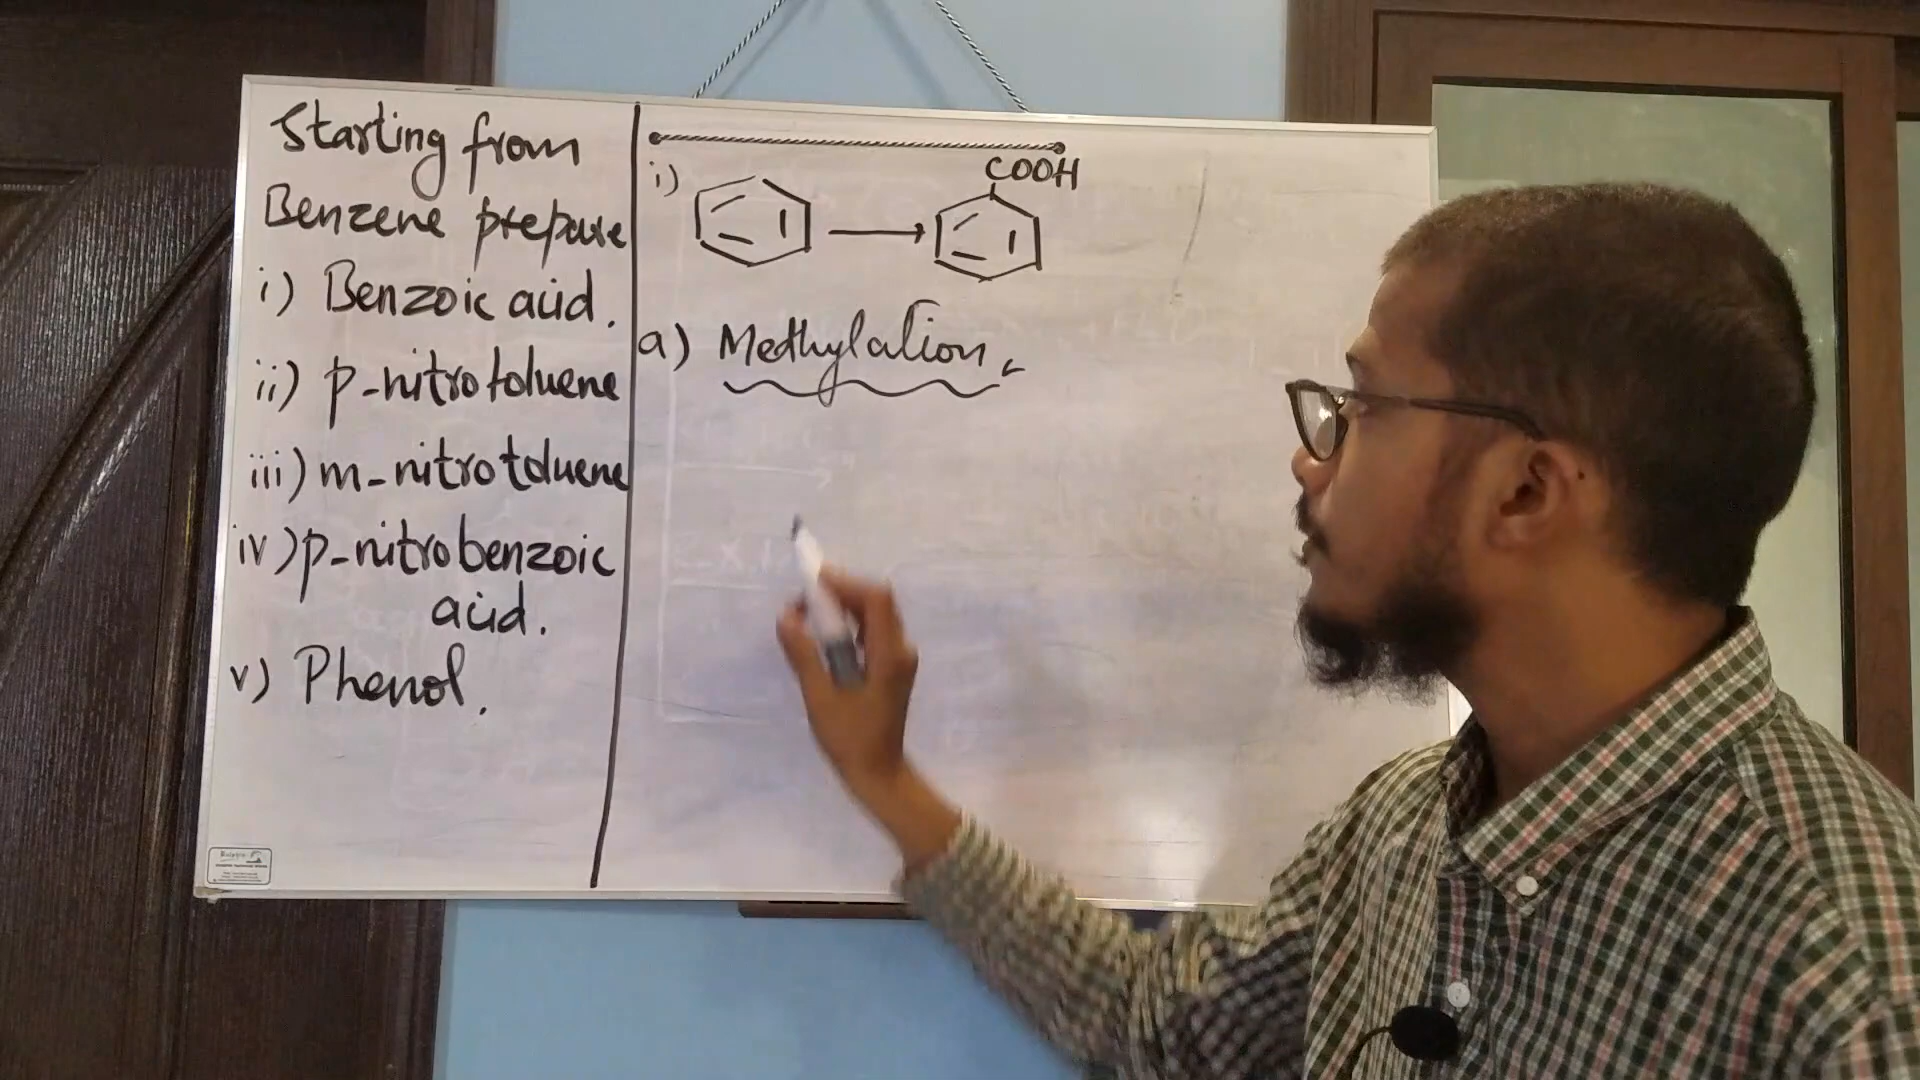 Starting from
Benzene prepare
i) Benzoic acid.
ii) p-nitrotoluene
iii) m-nitrotoluene
iv) p-nitrobenzoic
acid.
v) Phenol.
i)
COOH
a) Methylation